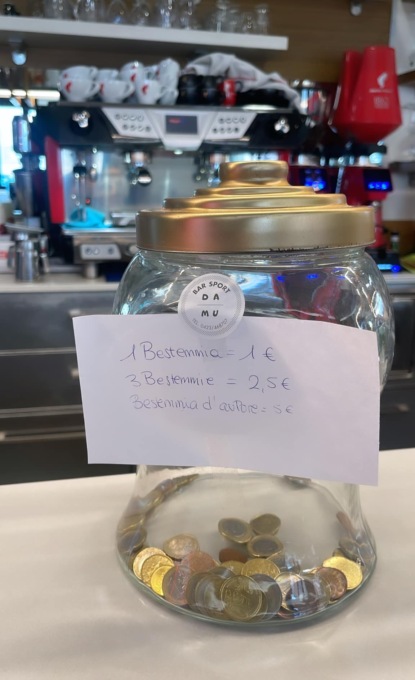 BAR SPORT
DA
MU
1 Bestemmia = 1 €
3 Bestemmie = 2,5 €
Bestemmia d'autore = 5 €